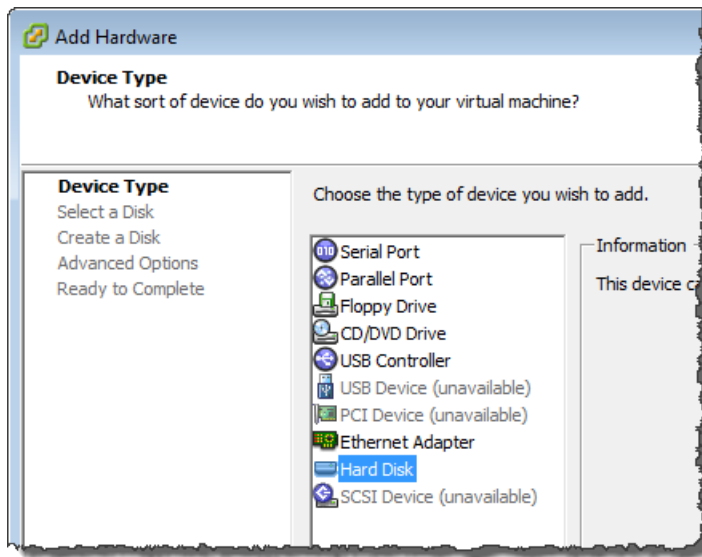 Add Hardware
Device Type
What sort of device do you wish to add to your virtual machine?
Device Type
Select a Disk
Create a Disk
Advanced Options
Ready to Complete
Choose the type of device you wish to add.
Serial Port
Parallel Port
Floppy Drive
CD/DVD Drive
USB Controller
USB Device (unavailable)
PCI Device (unavailable)
Ethernet Adapter
Hard Disk
SCSI Device (unavailable)
Information
This device